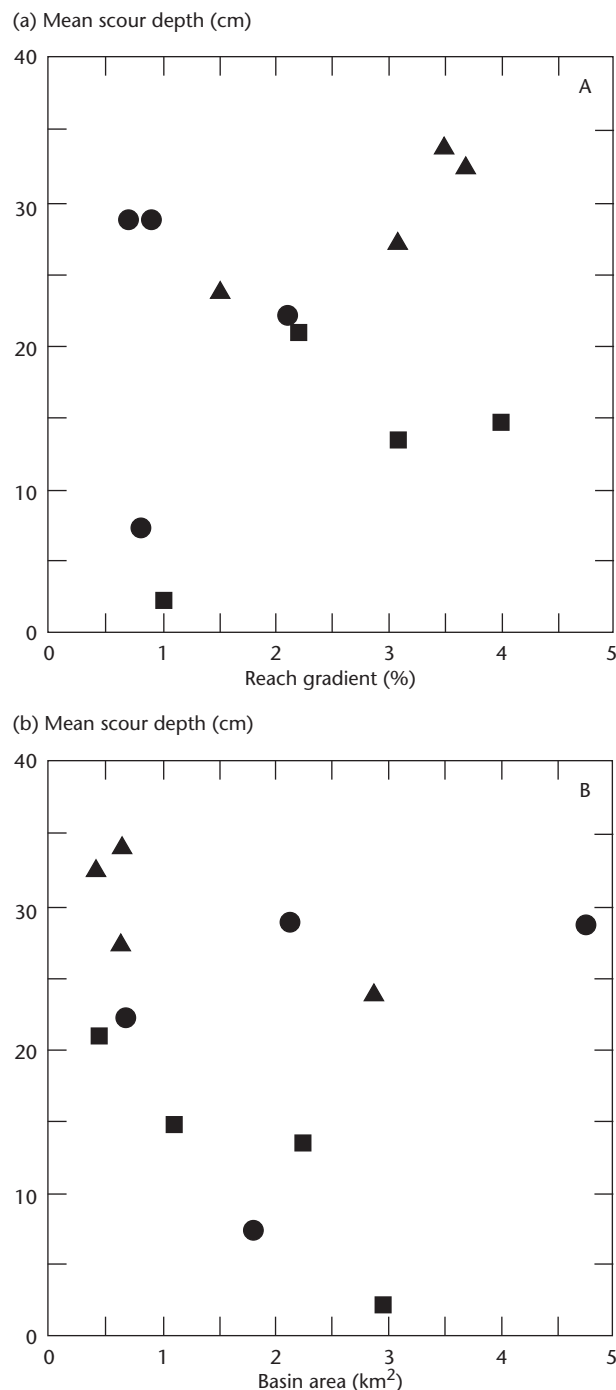 (a) Mean scour depth (cm)
40
A
30
20
10
0
0 1 2 3 4 5
Reach gradient (%)
(b) Mean scour depth (cm)
40
B
30
20
10
0
0 1 2 3 4 5
Basin area (km²)